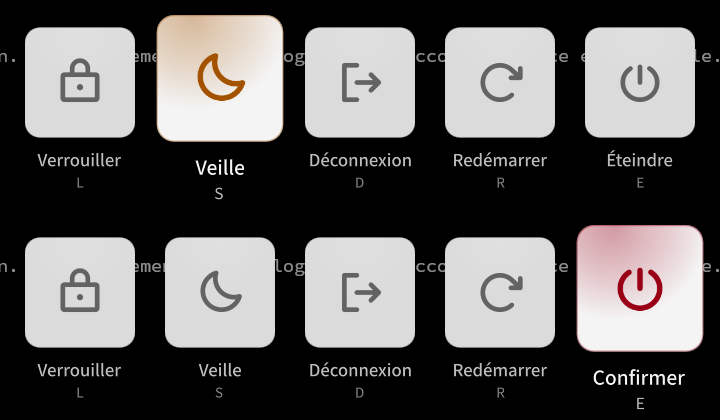 Verrouiller Veille Déconnexion Redémarrer Éteindre
L S D R E
Verrouiller Veille Déconnexion Redémarrer Confirmer
L S D R E